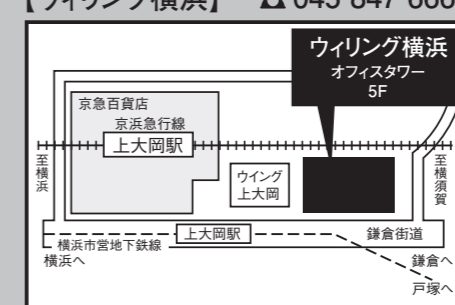 【ウィリング横浜】 ☎045-847-666
ウィリング横浜
オフィスタワー
5F
京急百貨店
京浜急行線
上大岡駅
至横浜
ウイング
上大岡
至横須賀
上大岡駅
鎌倉街道
横浜市営地下鉄線
横浜へ
鎌倉へ
戸塚へ